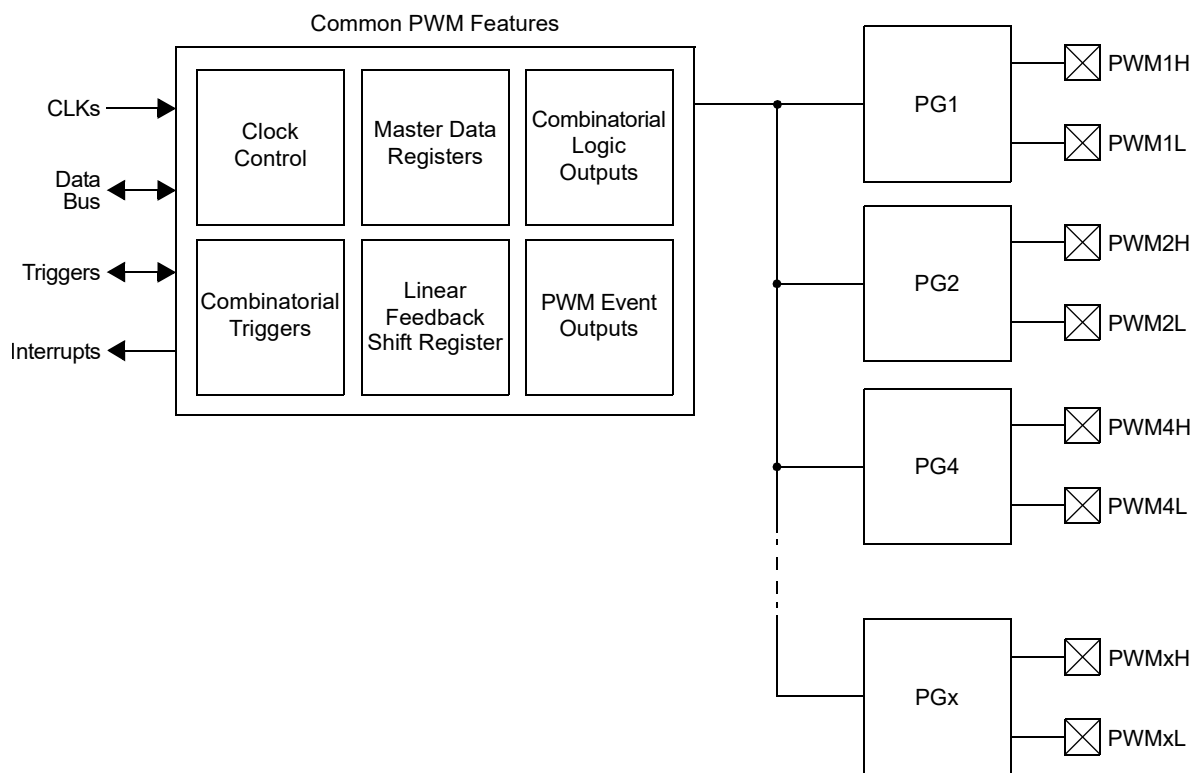 Common PWM Features
CLKs
Data
Bus
Triggers
Interrupts
Clock
Control
Master Data
Registers
Combinatorial
Logic
Outputs
Combinatorial
Triggers
Linear
Feedback
Shift Register
PWM Event
Outputs
PG1
PWM1H
PWM1L
PG2
PWM2H
PWM2L
PG4
PWM4H
PWM4L
PGx
PWMxH
PWMxL